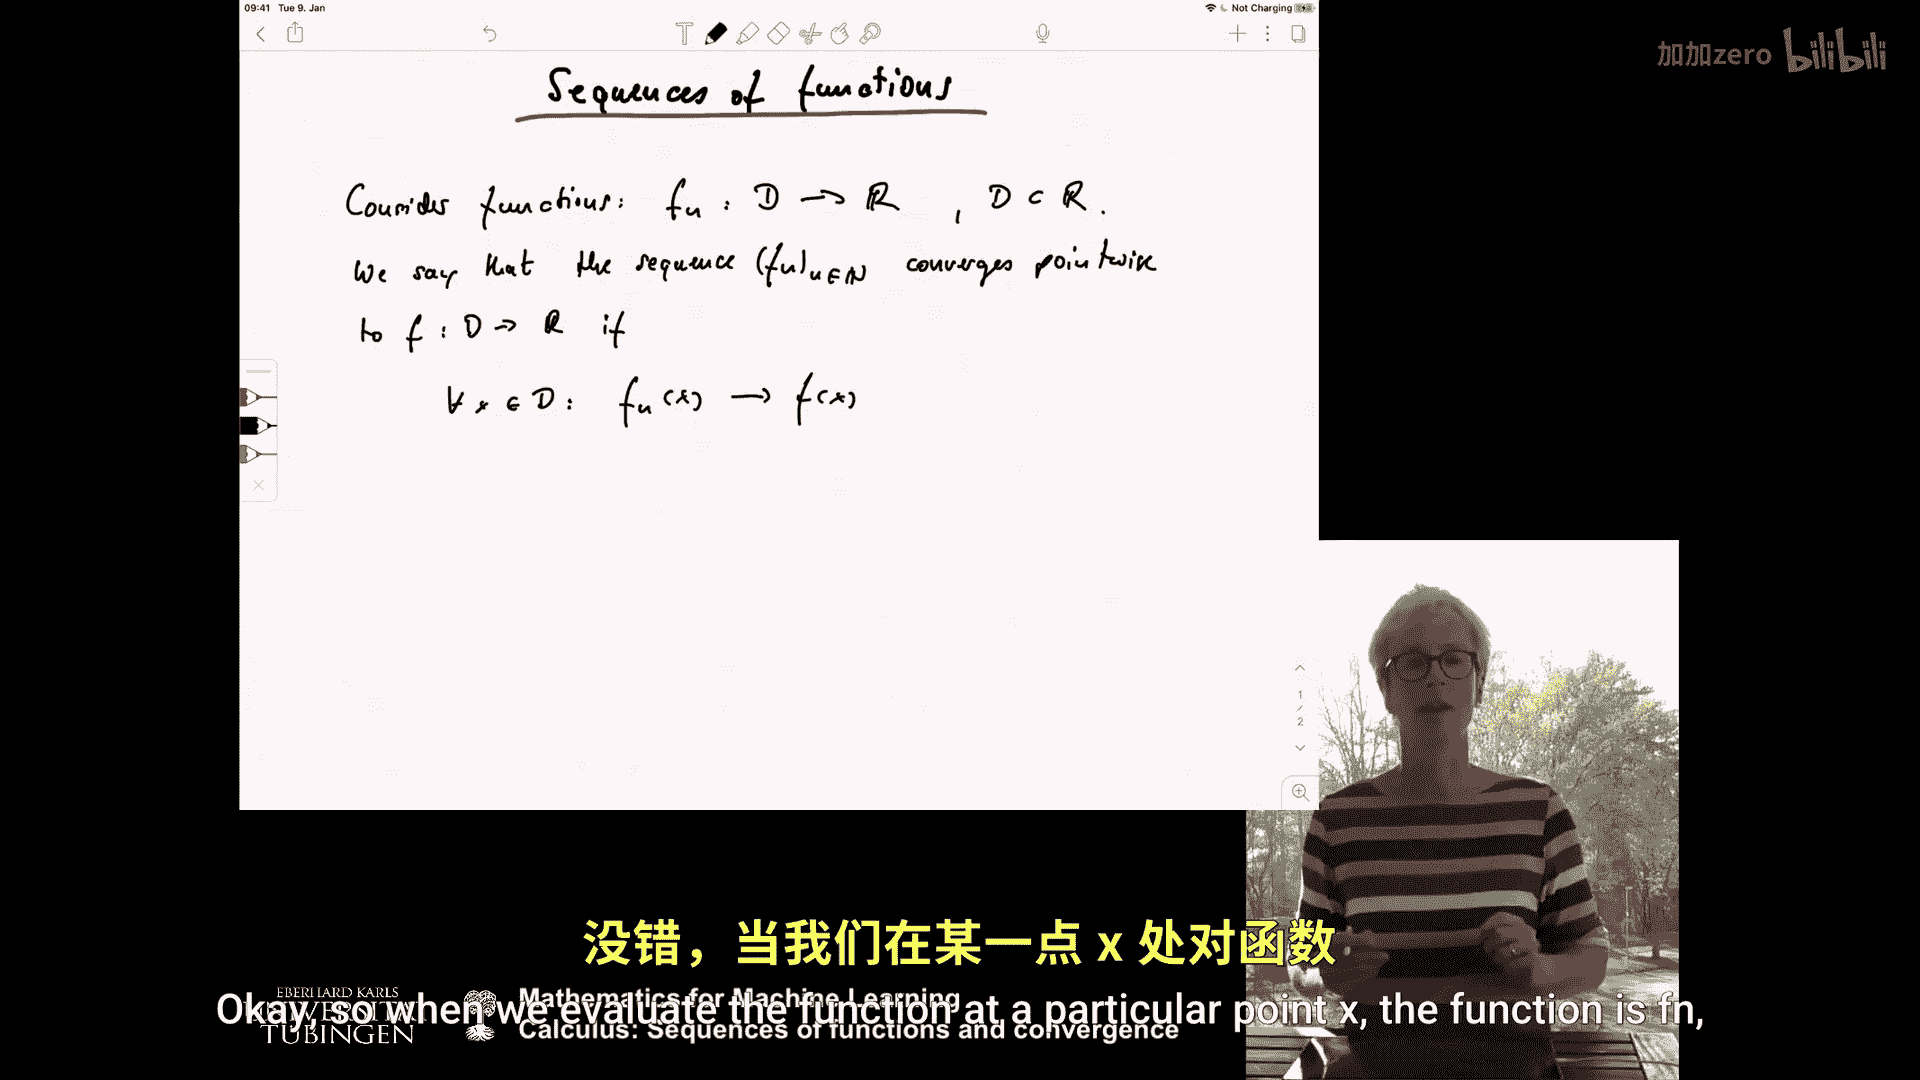 09:41 Tue 9. Jan
Not Charging
加加zero bilibili
Sequences of functions
Consider functions: fn : D → ℝ , D ⊂ ℝ.
We say that the sequence (fn)n∈ℕ converges pointwise
to f : D → ℝ if
∀ x ∈ D : fn(x) → f(x)
1
/
2
没错，当我们在某一点 x 处对函数
Okay, so when we evaluate the function at a particular point x, the function is fn,
EBERHARD KARLS
UNIVERSITÄT
TÜBINGEN
Mathematics for Machine Learning
Calculus: Sequences of functions and convergence